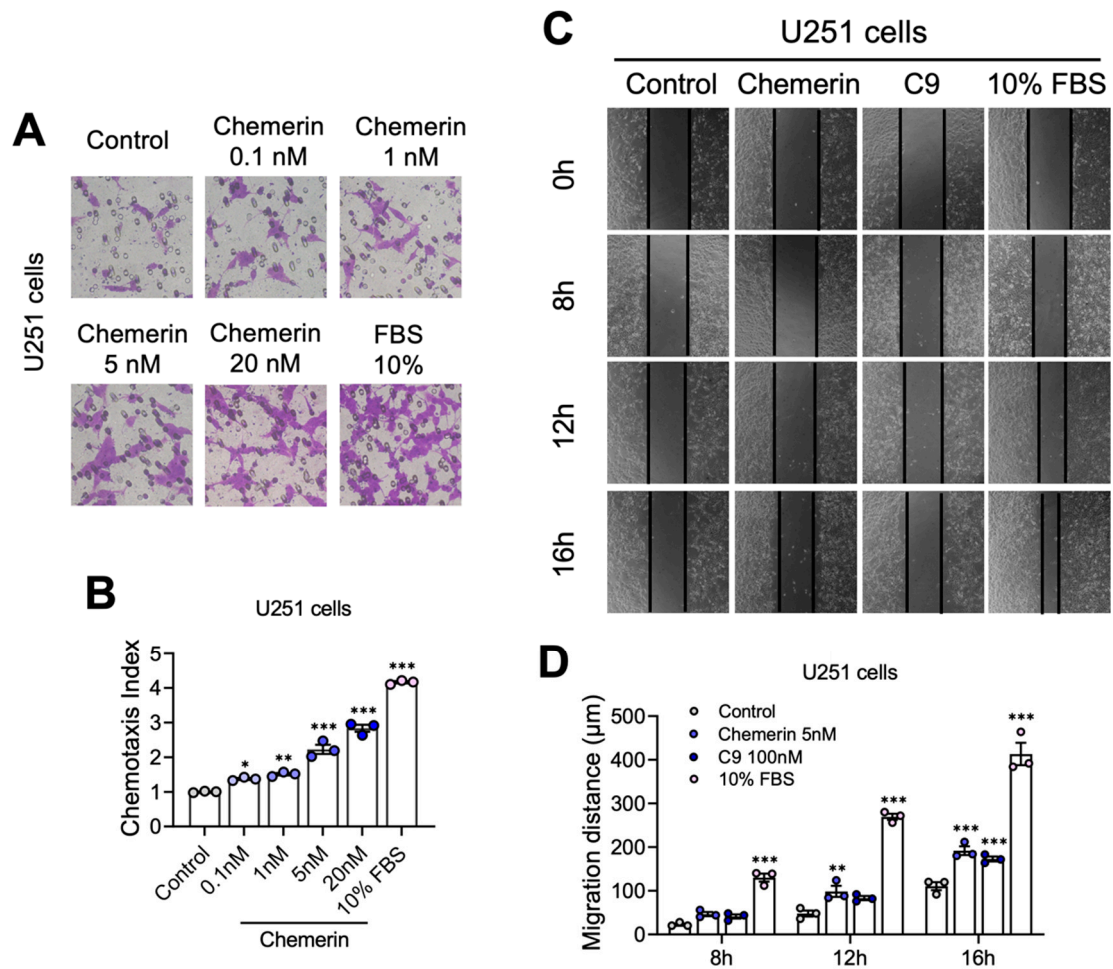 A
Control
Chemerin
0.1 nM
Chemerin
1 nM
U251 cells
Chemerin
5 nM
Chemerin
20 nM
FBS
10%
B
U251 cells
Chemotaxis Index
5
4
3
2
1
0
*
**
***
***
***
Control
0.1nM
1nM
5nM
20nM
10% FBS
Chemerin
C
U251 cells
Control
Chemerin
C9
10% FBS
0h
8h
12h
16h
D
U251 cells
Migration distance (μm)
500
400
300
200
100
0
Control
Chemerin 5nM
C9 100nM
10% FBS
***
**
***
***
***
***
8h
12h
16h